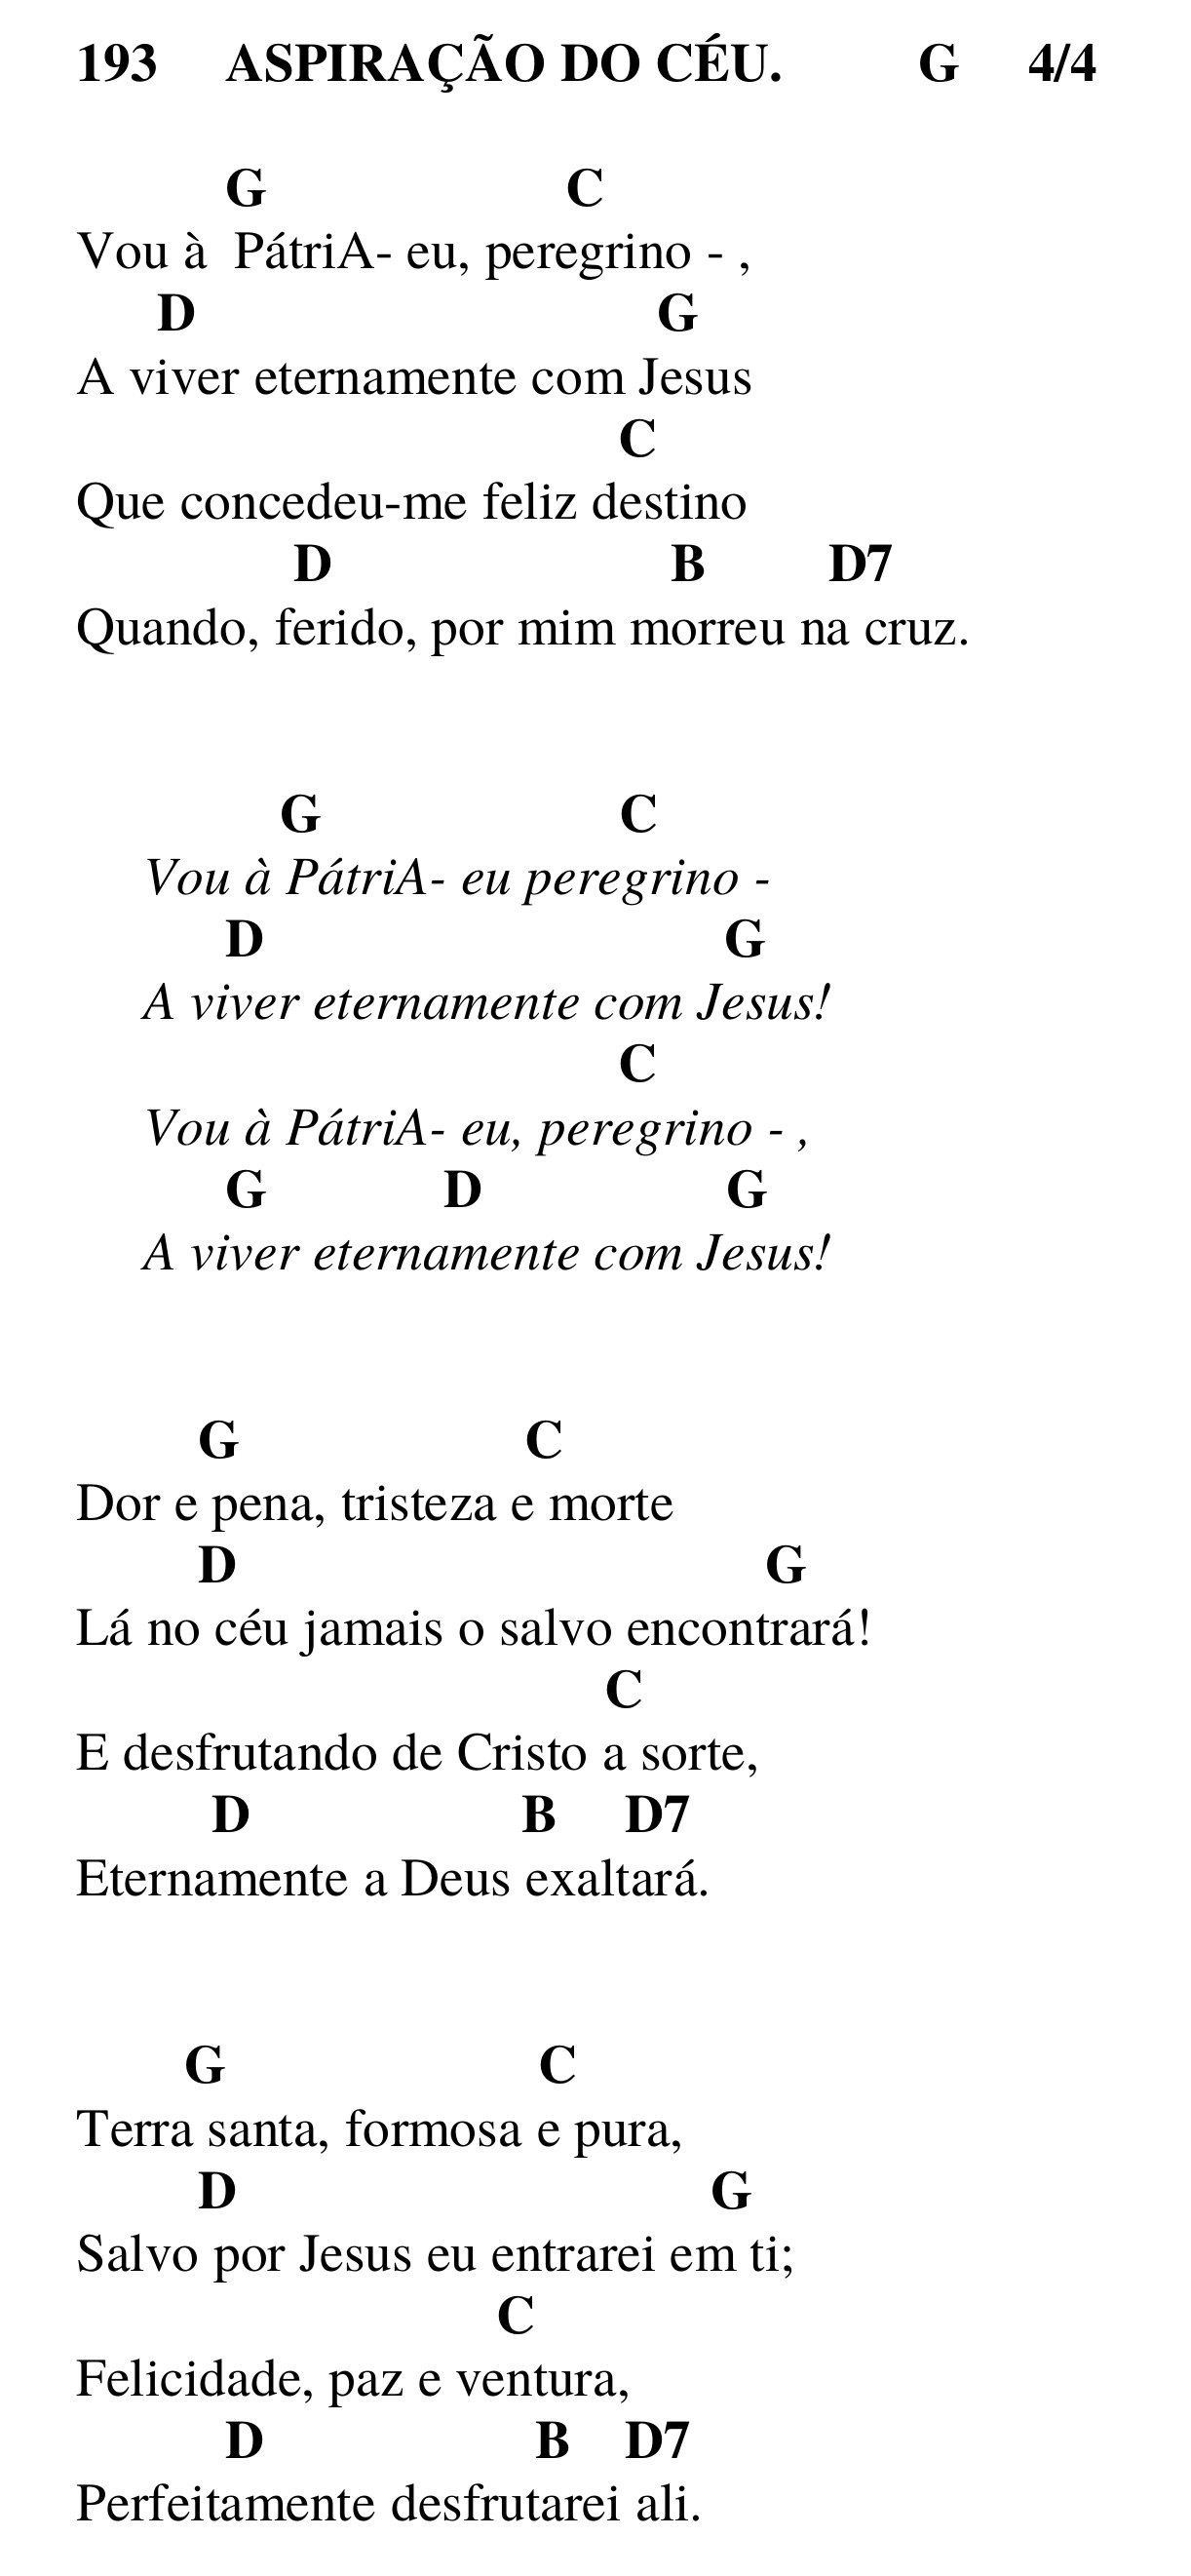 193 ASPIRAÇÃO DO CÉU. G 4/4
G C
Vou à PátriA- eu, peregrino - ,
D G
A viver eternamente com Jesus
C
Que concedeu-me feliz destino
D B D7
Quando, ferido, por mim morreu na cruz.
G C
Vou à PátriA- eu peregrino -
D G
A viver eternamente com Jesus!
C
Vou à PátriA- eu, peregrino - ,
G D G
A viver eternamente com Jesus!
G C
Dor e pena, tristeza e morte
D G
Lá no céu jamais o salvo encontrará!
C
E desfrutando de Cristo a sorte,
D B D7
Eternamente a Deus exaltará.
G C
Terra santa, formosa e pura,
D G
Salvo por Jesus eu entrarei em ti;
C
Felicidade, paz e ventura,
D B D7
Perfeitamente desfrutarei ali.